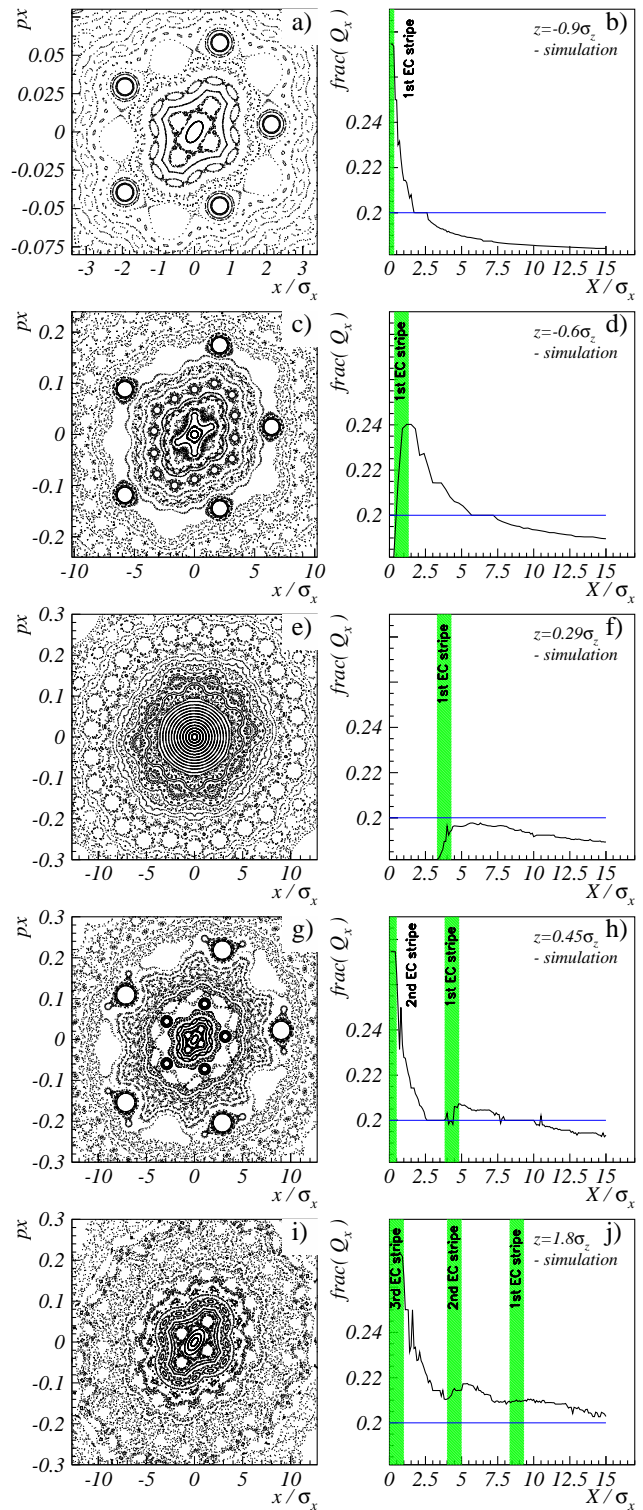 px
a)
0.075
0.05
0.025
0
-0.025
-0.05
-0.075
-3 -2 -1 0 1 2 3
x / σx
frac( Qx )
b)
z=-0.9σz
- simulation
1st EC stripe
0.24
0.22
0.2
0 2.5 5 7.5 10 12.5 15
X / σx
px
c)
0.2
0.1
0
-0.1
-0.2
-10 -5 0 5 10
x / σx
frac( Qx )
d)
z=-0.6σz
- simulation
1st EC stripe
0.24
0.22
0.2
0 2.5 5 7.5 10 12.5 15
X / σx
px
e)
0.3
0.2
0.1
0
-0.1
-0.2
-0.3
-10 -5 0 5 10
x / σx
frac( Qx )
f)
z=0.29σz
- simulation
1st EC stripe
0.24
0.22
0.2
0 2.5 5 7.5 10 12.5 15
X / σx
px
g)
0.3
0.2
0.1
0
-0.1
-0.2
-0.3
-10 -5 0 5 10
x / σx
frac( Qx )
h)
z=0.45σz
- simulation
2nd EC stripe
1st EC stripe
0.24
0.22
0.2
0 2.5 5 7.5 10 12.5 15
X / σx
px
i)
0.3
0.2
0.1
0
-0.1
-0.2
-0.3
-10 -5 0 5 10
x / σx
frac( Qx )
j)
z=1.8σz
- simulation
3rd EC stripe
2nd EC stripe
1st EC stripe
0.24
0.22
0.2
0 2.5 5 7.5 10 12.5 15
X / σx